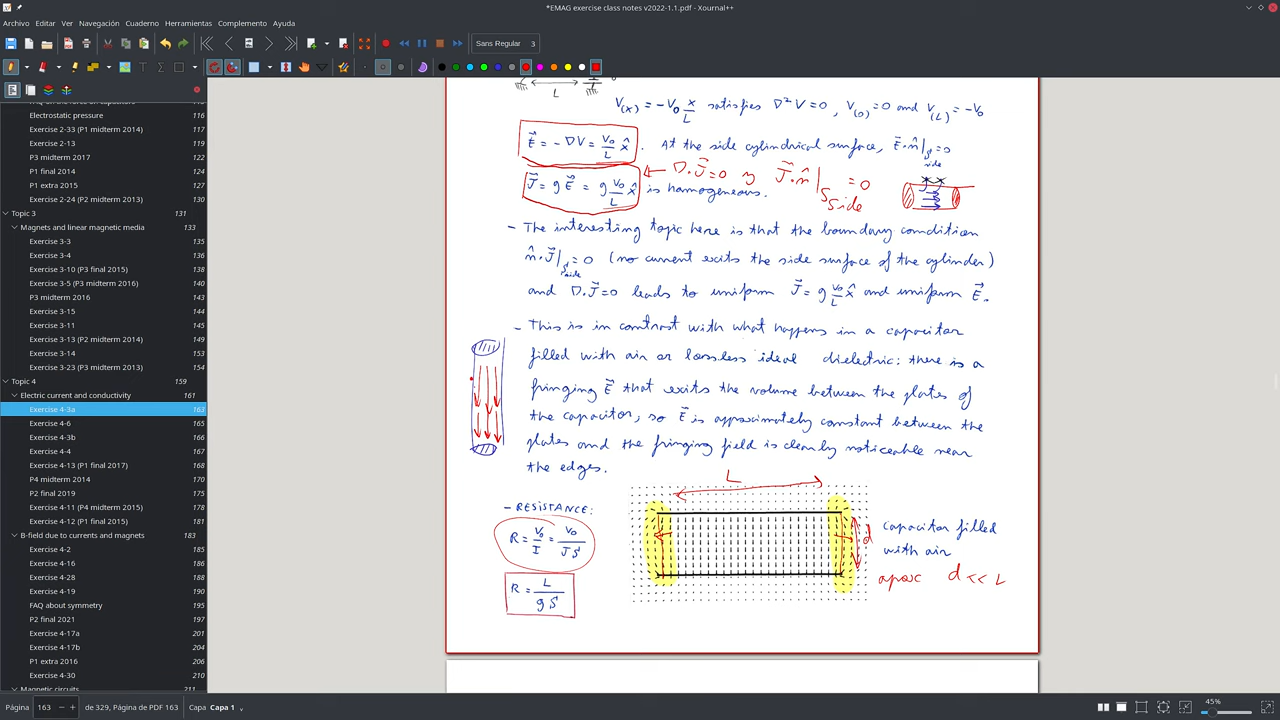 *EMAG exercise class notes v2022-1.1.pdf - Xournal++
Archivo Editar Ver Navegación Cuaderno Herramientas Complemento Ayuda
Sans Regular 3
Electrostatic pressure 116
Exercise 2-33 (P1 midterm 2014) 117
Exercise 2-13 119
P3 midterm 2017 122
P1 final 2014 124
P1 extra 2015 127
Exercise 2-24 (P2 midterm 2013) 129
Topic 3 131
Magnets and linear magnetic media 133
Exercise 3-3 135
Exercise 3-4 136
Exercise 3-10 (P3 final 2015) 138
Exercise 3-5 (P3 midterm 2016) 140
P3 midterm 2016 143
Exercise 3-15 144
Exercise 3-11 145
Exercise 3-13 (P2 midterm 2014) 149
Exercise 3-14 153
Exercise 3-23 (P3 midterm 2013) 154
Topic 4 159
Electric current and conductivity 161
Exercise 4-3a 163
Exercise 4-6 165
Exercise 4-3b 166
Exercise 4-4 167
Exercise 4-13 (P1 final 2017) 168
P4 midterm 2014 170
P2 final 2019 175
Exercise 4-11 (P4 midterm 2015) 178
Exercise 4-12 (P1 final 2015) 181
B-field due to currents and magnets 183
Exercise 4-2 185
Exercise 4-16 186
Exercise 4-28 188
Exercise 4-19 190
FAQ about symmetry 195
P2 final 2021 197
Exercise 4-17a 201
Exercise 4-17b 204
P1 extra 2016 206
Exercise 4-30 210
Magnetic circuits 211
L
V(x) = -V₀ x/L satisfies ∇²V=0, V(0)=0 and V(L)=-V₀
E⃗ = -∇V = V₀/L x̂. At the side cylindrical surface, E⃗·n̂|S side=0
∇·J⃗=0 y J⃗·n̂|S side =0
J⃗ = g E⃗ = g V₀/L x̂ is homogeneous.
- The interesting topic here is that the boundary condition
n̂·J⃗|S side=0 (no current exits the side surface of the cylinder)
and ∇·J⃗=0 leads to uniform J⃗ = g V₀/L x̂ and uniform E⃗.
- This is in contrast with what happens in a capacitor
filled with air or lossless ideal dielectric: there is a
fringing E⃗ that exits the volume between the plates of
the capacitor, so E⃗ is approximately constant between the
plates and the fringing field is clearly noticeable near
the edges.
L
- RESISTANCE:
R = V₀/I = V₀/JS
R = L/gS
d
capacitor filled
with air
aprox d << L
Página 163 de 329, Página de PDF 163 Capa Capa 1
45%